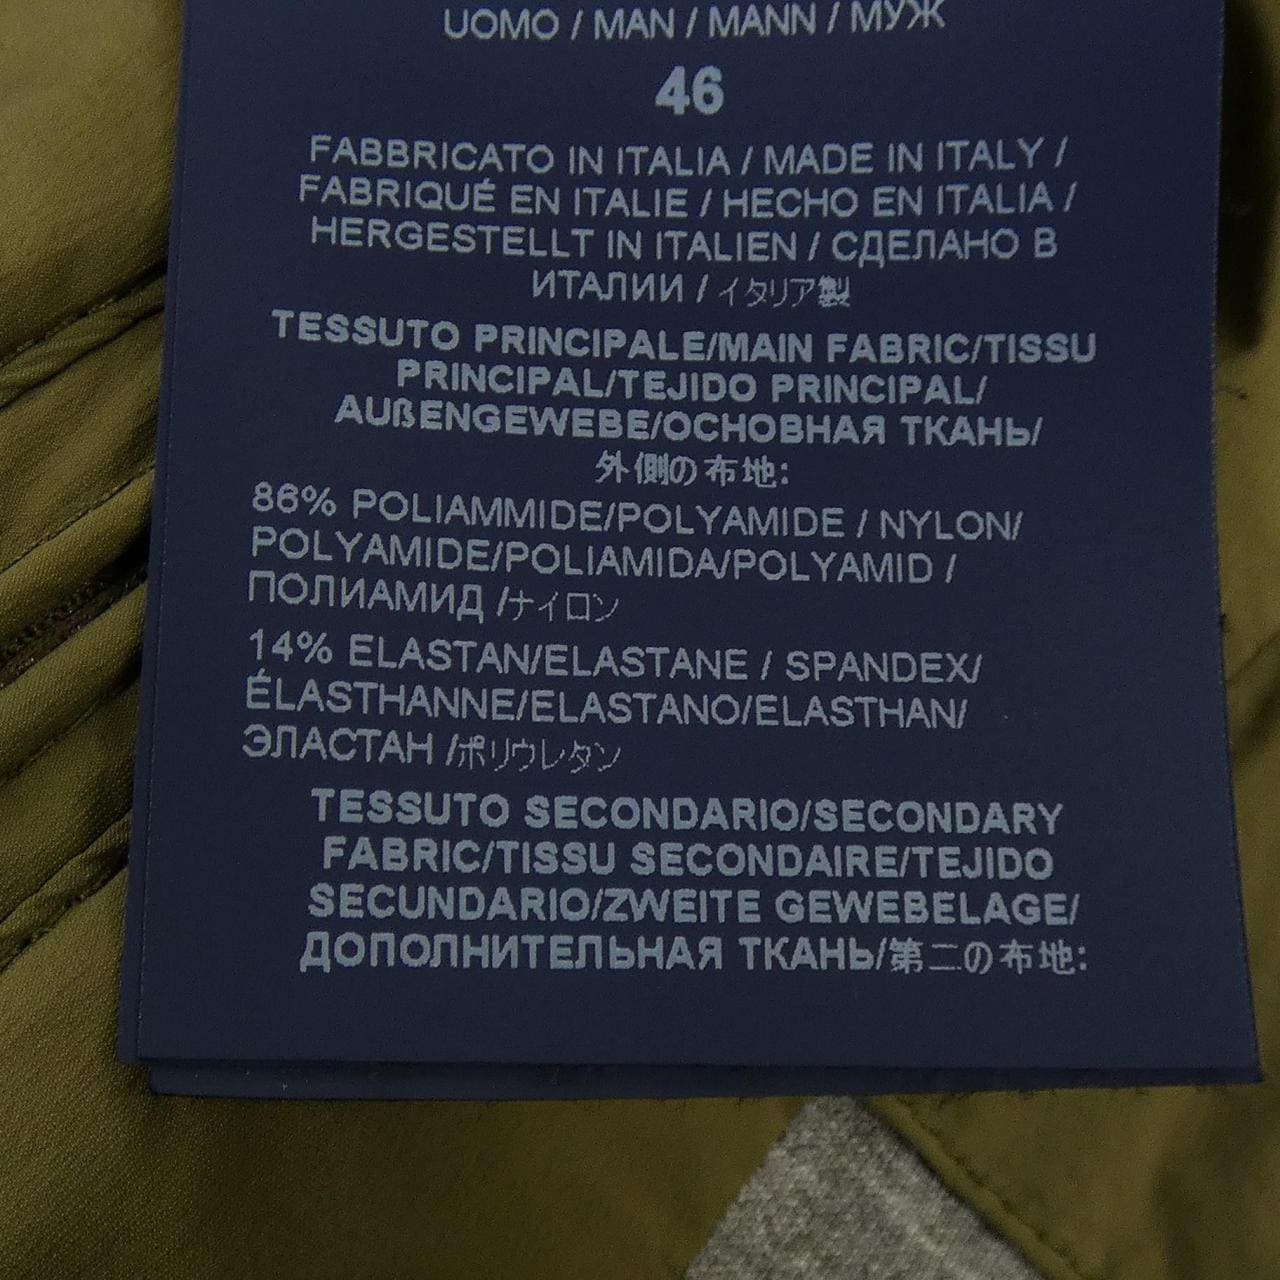 UOMO / MAN / MANN / МУЖ
46
FABBRICATO IN ITALIA / MADE IN ITALY /
FABRIQUÉ EN ITALIE / HECHO EN ITALIA /
HERGESTELLT IN ITALIEN / СДЕЛАНО В
ИТАЛИИ / イタリア製
TESSUTO PRINCIPALE/MAIN FABRIC/TISSU
PRINCIPAL/TEJIDO PRINCIPAL/
AUßENGEWEBE/ОСНОВНАЯ ТКАНЬ/
外側の布地:
86% POLIAMMIDE/POLYAMIDE / NYLON/
POLYAMIDE/POLIAMIDA/POLYAMID /
ПОЛИАМИД /ナイロン
14% ELASTAN/ELASTANE / SPANDEX/
ÉLASTHANNE/ELASTANO/ELASTHAN/
ЭЛАСТАН /ポリウレタン
TESSUTO SECONDARIO/SECONDARY
FABRIC/TISSU SECONDAIRE/TEJIDO
SECUNDARIO/ZWEITE GEWEBELAGE/
ДОПОЛНИТЕЛЬНАЯ ТКАНЬ/第二の布地: